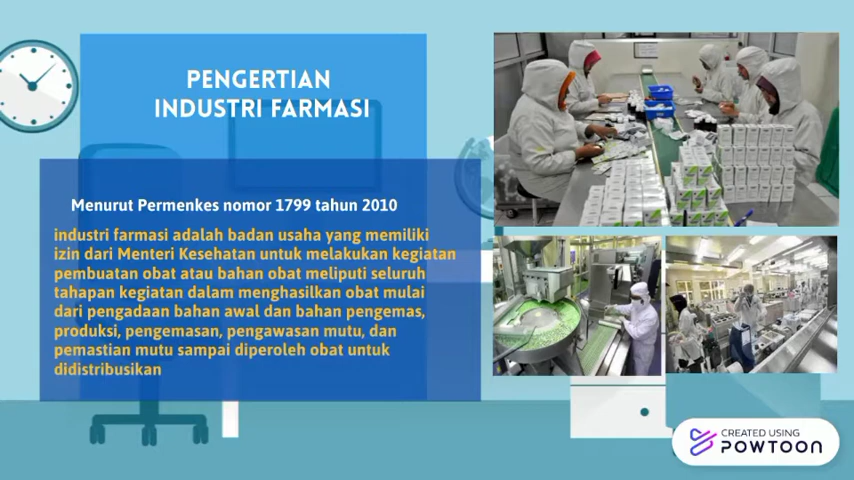 PENGERTIAN
INDUSTRI FARMASI
Menurut Permenkes nomor 1799 tahun 2010
industri farmasi adalah badan usaha yang memiliki
izin dari Menteri Kesehatan untuk melakukan kegiatan
pembuatan obat atau bahan obat meliputi seluruh
tahapan kegiatan dalam menghasilkan obat mulai
dari pengadaan bahan awal dan bahan pengemas,
produksi, pengemasan, pengawasan mutu, dan
pemastian mutu sampai diperoleh obat untuk
didistribusikan
CREATED USING
POWTOON